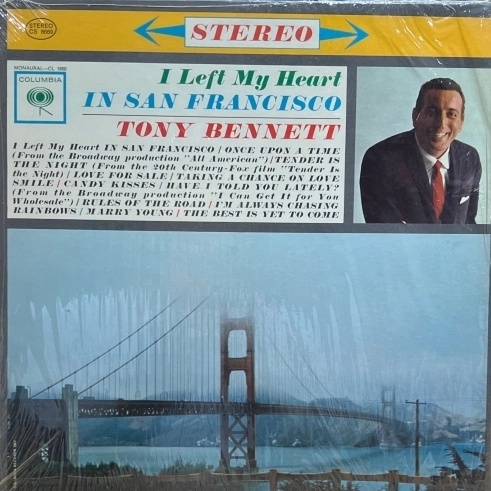 STEREO
CS 8669
STEREO
MONAURAL—CL 1869
COLUMBIA
I Left My Heart
IN SAN FRANCISCO
TONY BENNETT
I Left My Heart IN SAN FRANCISCO / ONCE UPON A TIME
(From the Broadway production "All American") / TENDER IS
THE NIGHT (From the 20th Century-Fox film "Tender Is
the Night) / LOVE FOR SALE / TAKING A CHANCE ON LOVE
SMILE / CANDY KISSES / HAVE I TOLD YOU LATELY?
(From the Broadway production "I Can Get It for You
Wholesale") / RULES OF THE ROAD / I'M ALWAYS CHASING
RAINBOWS / MARRY YOUNG / THE BEST IS YET TO COME